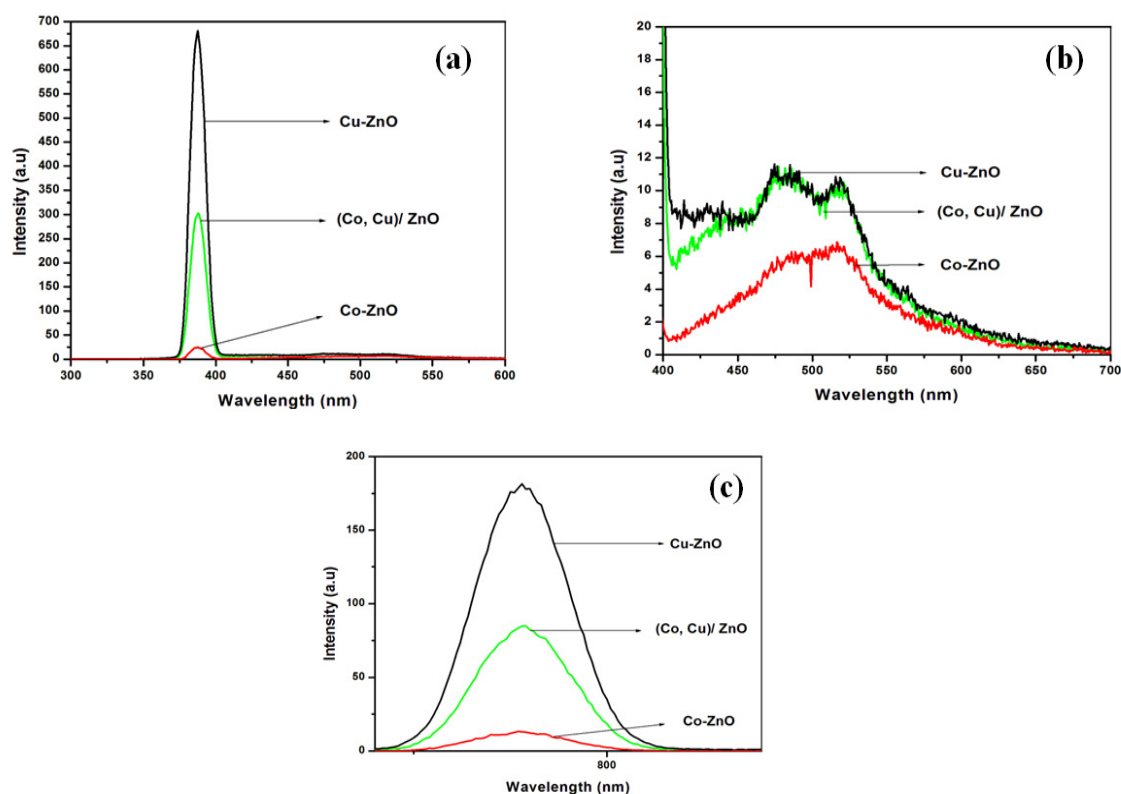 (a)
700
650
600
550
500
450
400
350
300
250
200
150
100
50
0
Intensity (a.u)
Cu-ZnO
(Co, Cu)/ ZnO
Co-ZnO
300 350 400 450 500 550 600
Wavelength (nm)
(b)
20
18
16
14
12
10
8
6
4
2
0
Intensity (a.u)
Cu-ZnO
(Co, Cu)/ ZnO
Co-ZnO
400 450 500 550 600 650 700
Wavelength (nm)
(c)
200
150
100
50
0
Intensity (a.u)
Cu-ZnO
(Co, Cu)/ ZnO
Co-ZnO
800
Wavelength (nm)